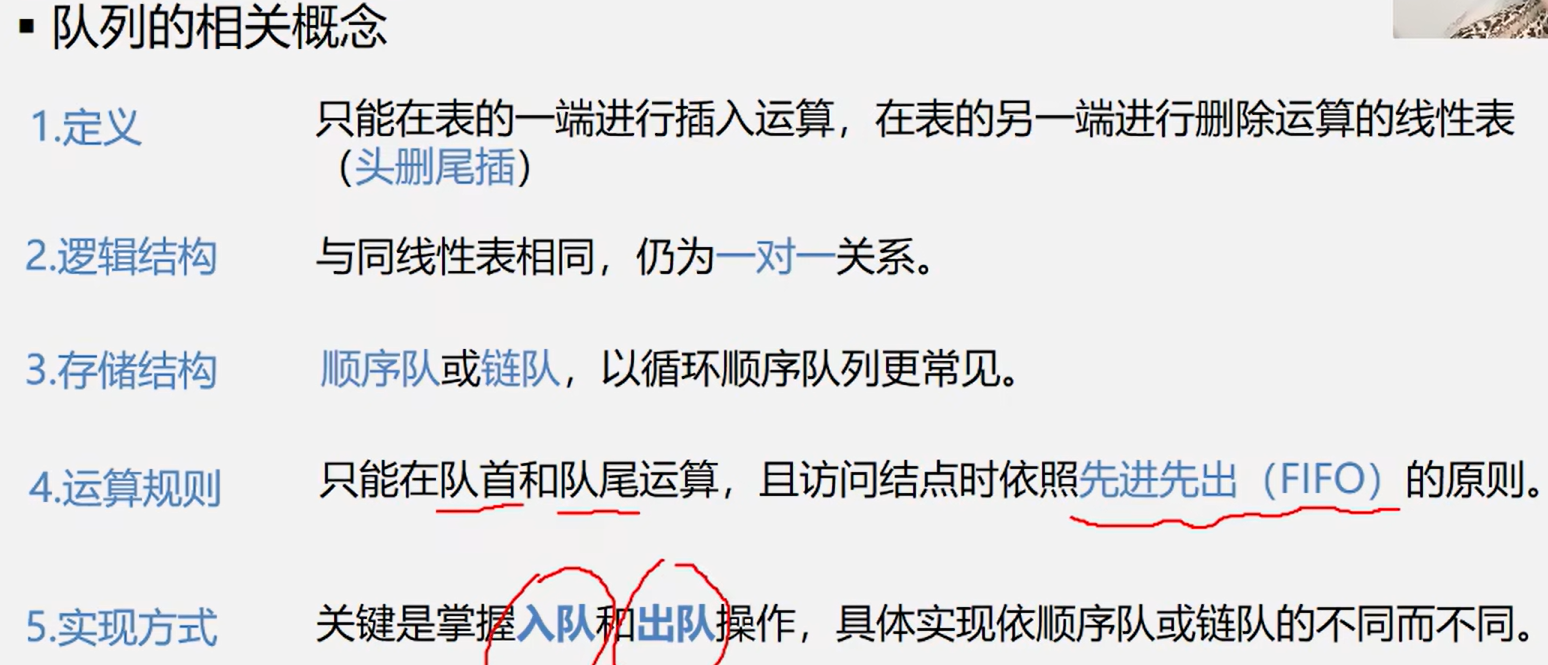 ▪ 队列的相关概念
1.定义 只能在表的一端进行插入运算，在表的另一端进行删除运算的线性表
（头删尾插）
2.逻辑结构 与同线性表相同，仍为一对一关系。
3.存储结构 顺序队或链队，以循环顺序队列更常见。
4.运算规则 只能在队首和队尾运算，且访问结点时依照先进先出（FIFO）的原则。
5.实现方式 关键是掌握入队和出队操作，具体实现依顺序队或链队的不同而不同。